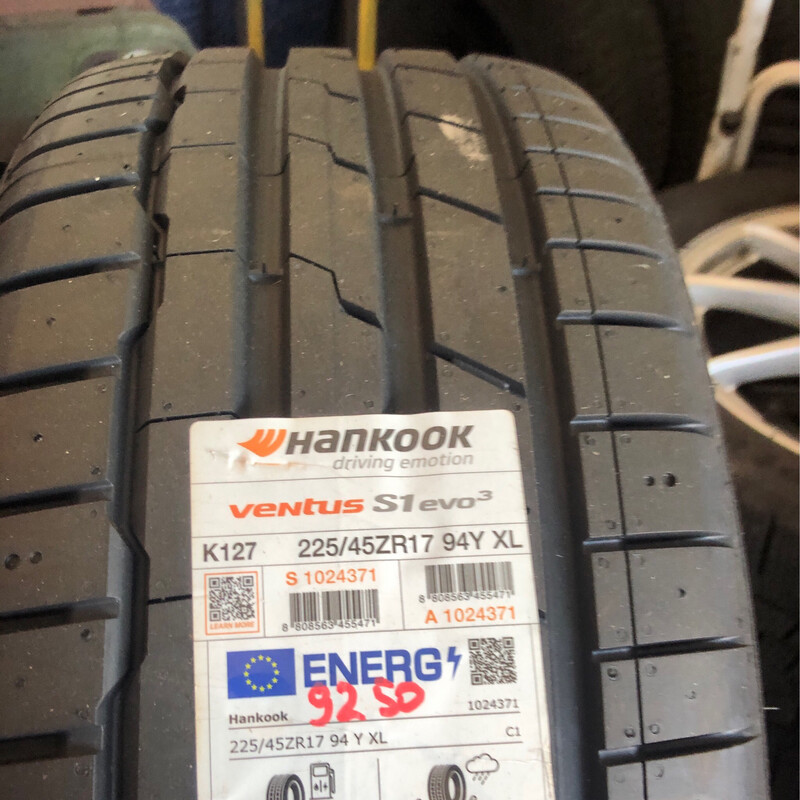 Hankook
driving emotion
ventus S1 evo3
K127 225/45ZR17 94Y XL
S 1024371
8 808563 455471
8 808563 455471
A 1024371
LEARN MORE
ENERG
92 50
Hankook 1024371
225/45ZR17 94 Y XL C1